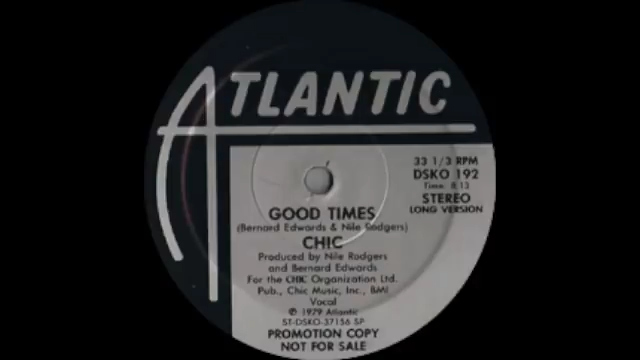 ATLANTIC
33 1/3 RPM
DSKO 192
Time: 8:13
STEREO
LONG VERSION
GOOD TIMES
(Bernard Edwards & Nile Rodgers)
CHIC
Produced by Nile Rodgers
and Bernard Edwards
For the CHIC Organization Ltd.
Pub., Chic Music, Inc., BMI
Vocal
℗ 1979 Atlantic
ST-DSKO-37156 SP
PROMOTION COPY
NOT FOR SALE